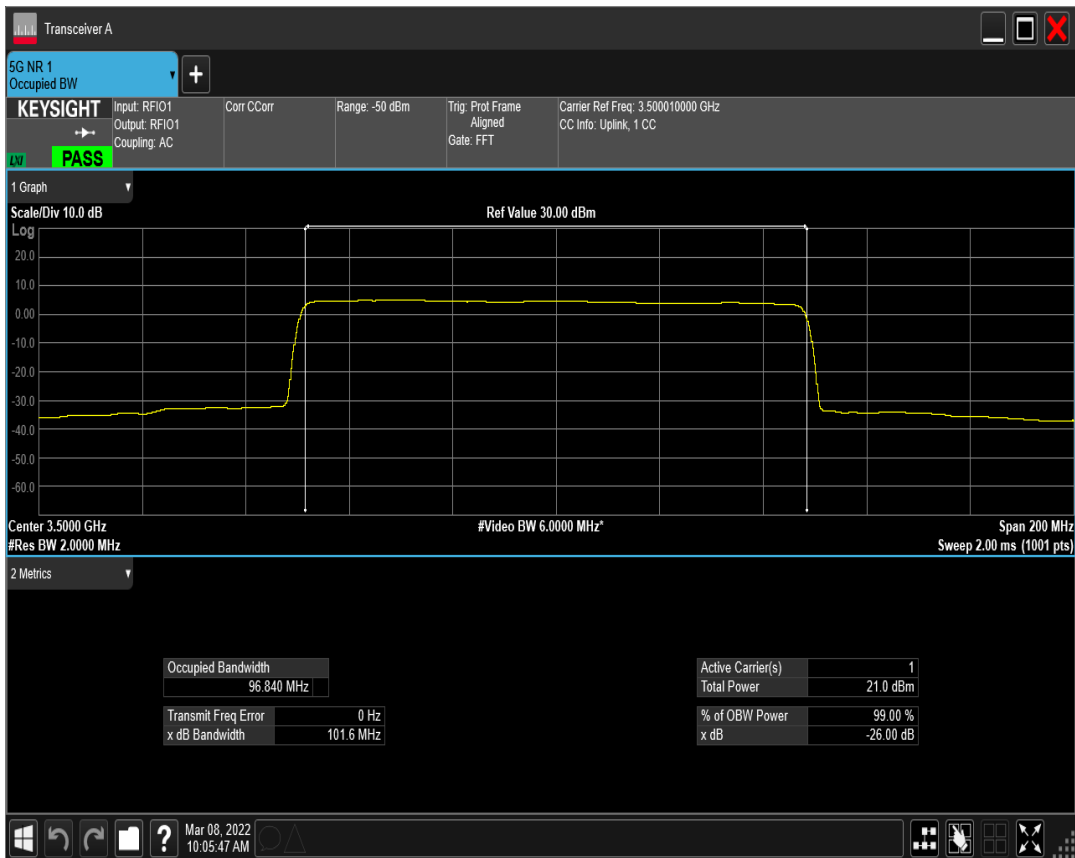 Transceiver A
5G NR 1
Occupied BW
+
KEYSIGHT
LXI
PASS
Input: RFIO1
Output: RFIO1
Coupling: AC
Corr CCorr
Range: -50 dBm
Trig: Prot Frame
Aligned
Gate: FFT
Carrier Ref Freq: 3.500010000 GHz
CC Info: Uplink, 1 CC
1 Graph
Scale/Div 10.0 dB
Ref Value 30.00 dBm
Log
20.0
10.0
0.00
-10.0
-20.0
-30.0
-40.0
-50.0
-60.0
Center 3.5000 GHz
#Video BW 6.0000 MHz*
Span 200 MHz
#Res BW 2.0000 MHz
Sweep 2.00 ms (1001 pts)
2 Metrics
Occupied Bandwidth
96.840 MHz
Transmit Freq Error 0 Hz
x dB Bandwidth 101.6 MHz
Active Carrier(s) 1
Total Power 21.0 dBm
% of OBW Power 99.00 %
x dB -26.00 dB
?
Mar 08, 2022
10:05:47 AM